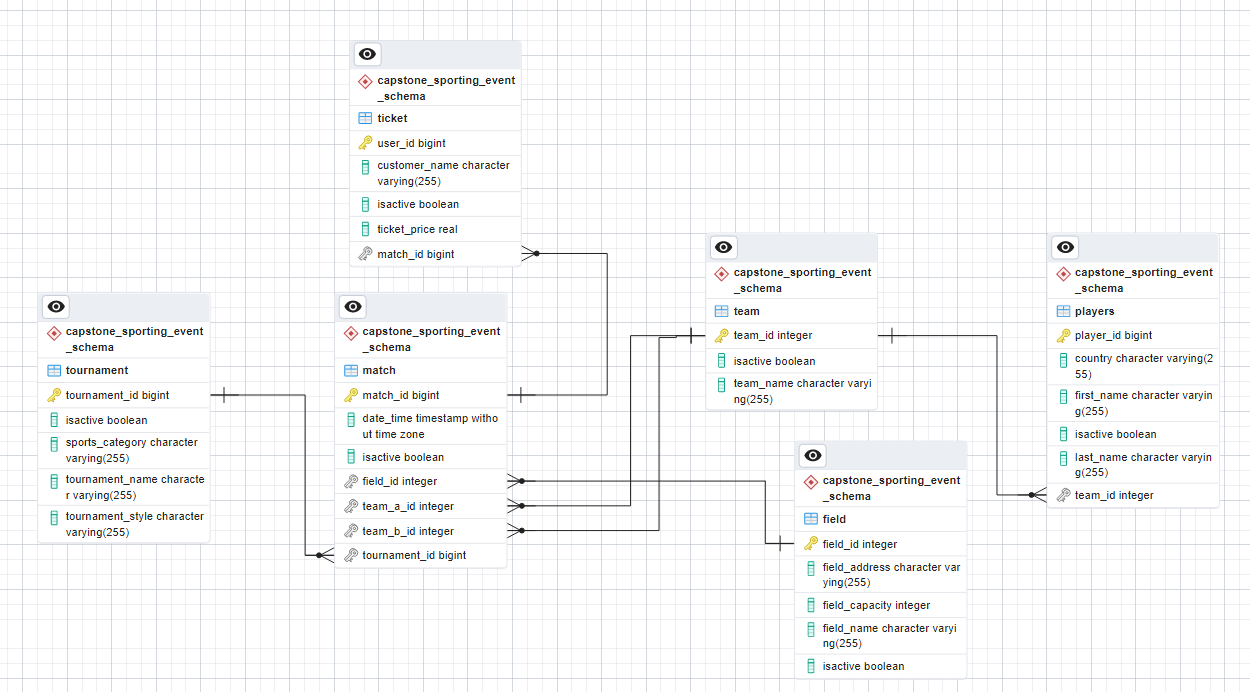 capstone_sporting_event
_schema
ticket
user_id bigint
customer_name character
varying(255)
isactive boolean
ticket_price real
match_id bigint
capstone_sporting_event
_schema
tournament
tournament_id bigint
isactive boolean
sports_category character
varying(255)
tournament_name characte
r varying(255)
tournament_style character
varying(255)
capstone_sporting_event
_schema
match
match_id bigint
date_time timestamp witho
ut time zone
isactive boolean
field_id integer
team_a_id integer
team_b_id integer
tournament_id bigint
capstone_sporting_event
_schema
team
team_id integer
isactive boolean
team_name character varyi
ng(255)
capstone_sporting_event
_schema
field
field_id integer
field_address character var
ying(255)
field_capacity integer
field_name character varyi
ng(255)
isactive boolean
capstone_sporting_event
_schema
players
player_id bigint
country character varying(2
55)
first_name character varyin
g(255)
isactive boolean
last_name character varyin
g(255)
team_id integer